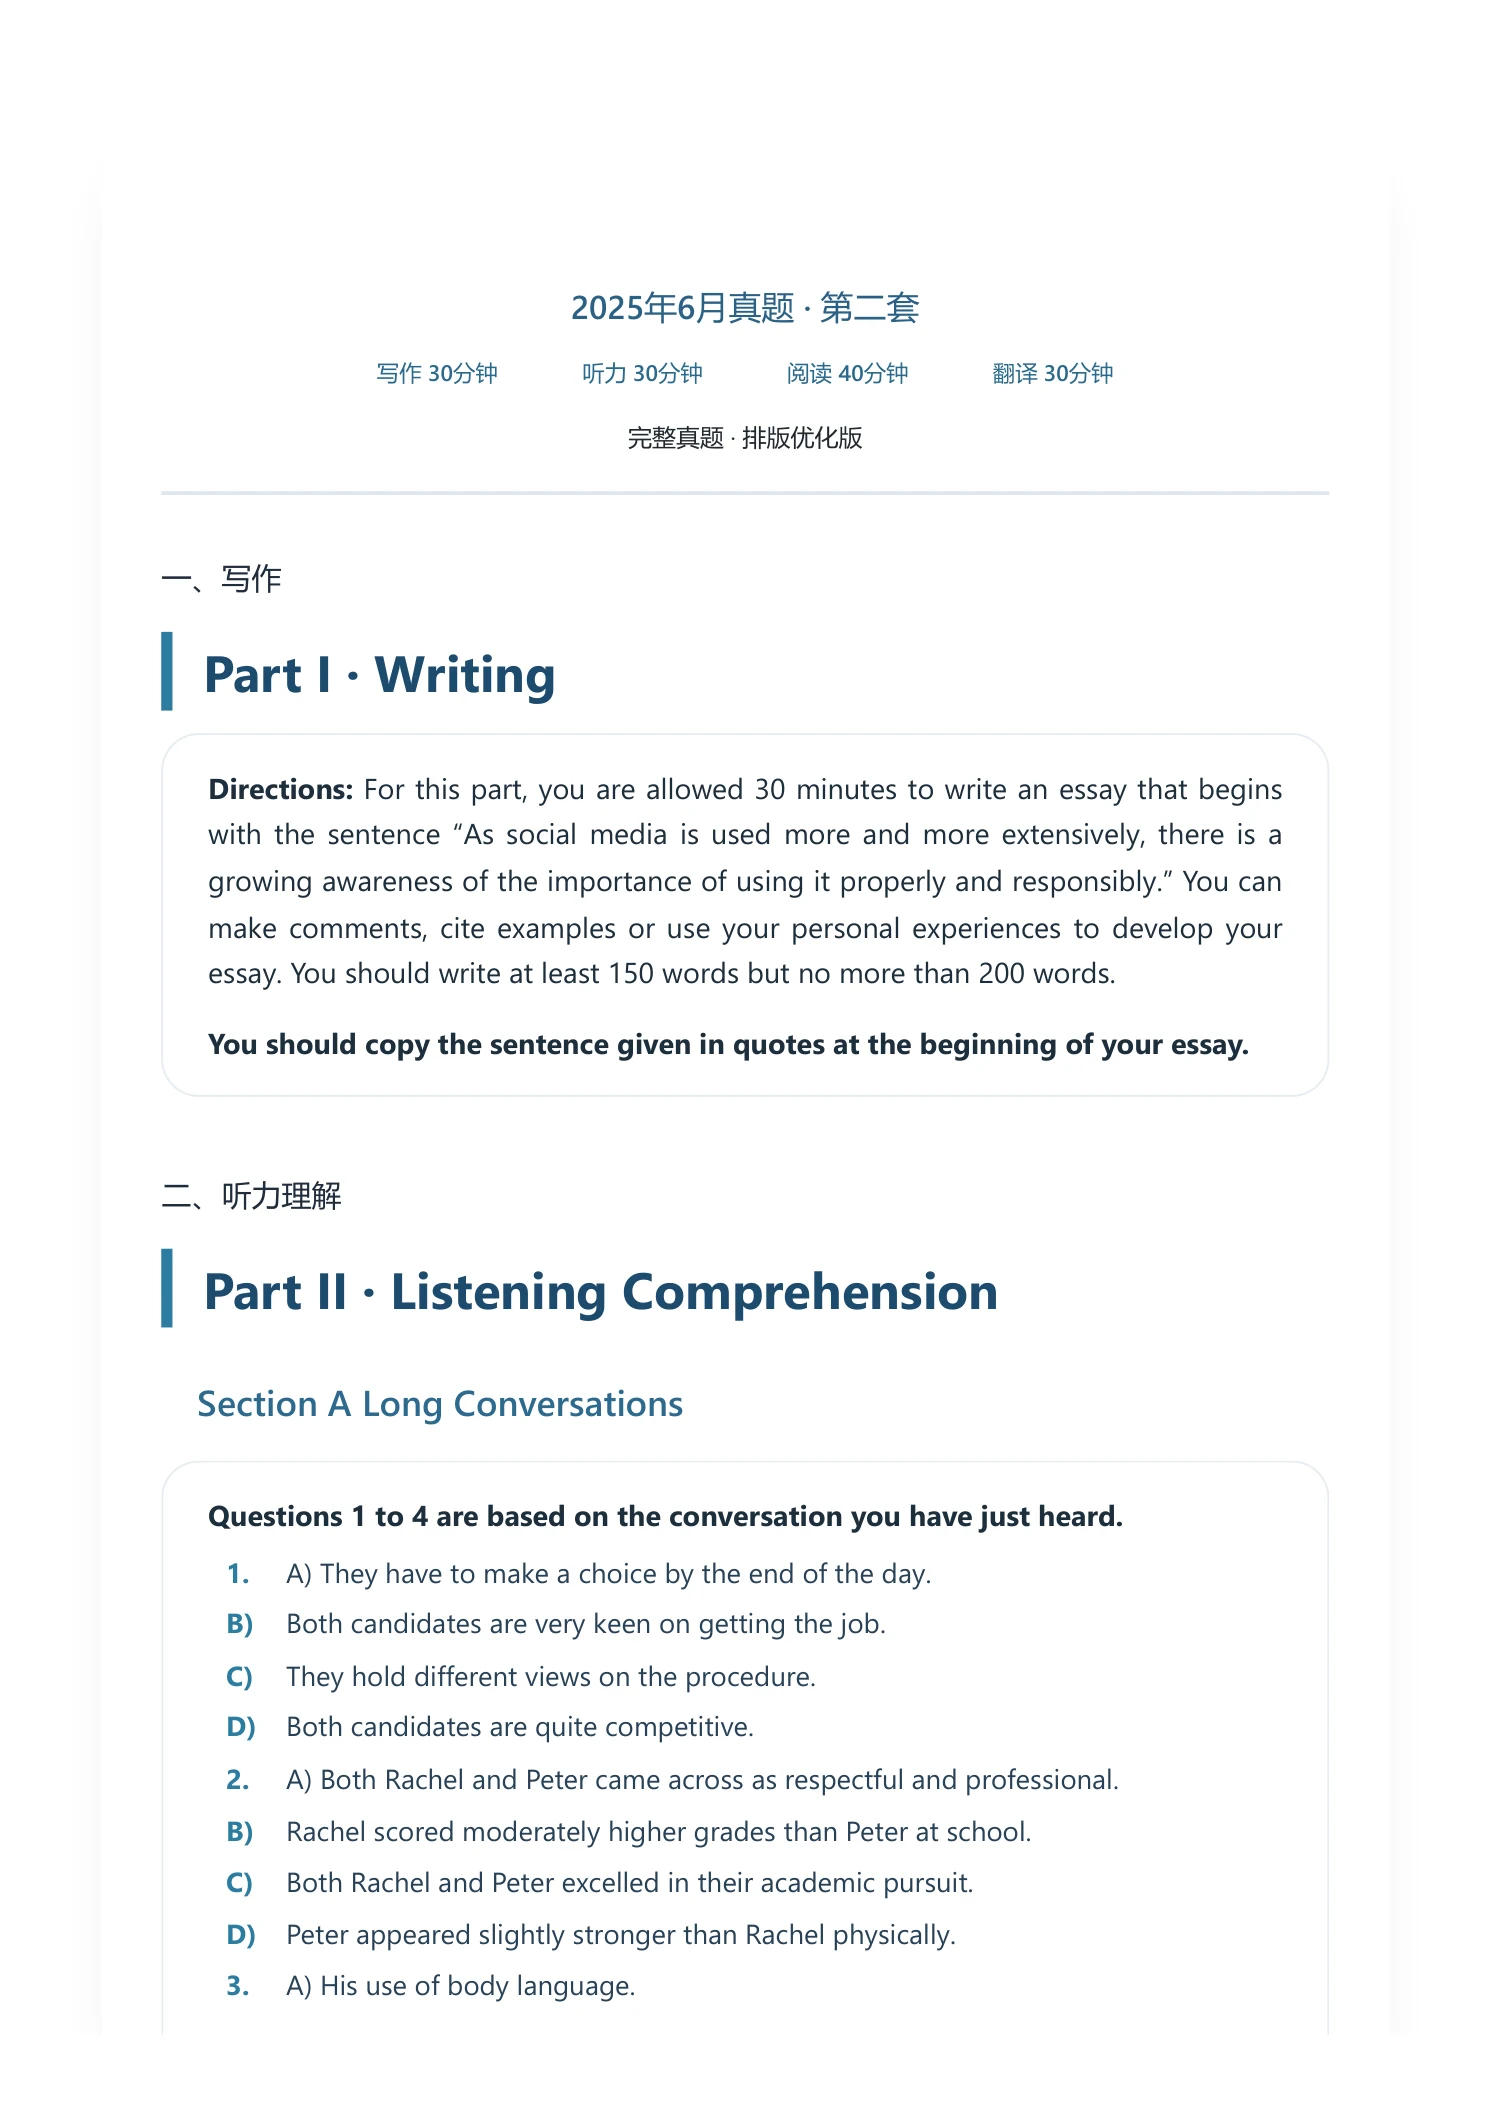 2025年6月真题 · 第二套
写作 30分钟 听力 30分钟 阅读 40分钟 翻译 30分钟
完整真题 · 排版优化版
一、写作
Part I · Writing
Directions: For this part, you are allowed 30 minutes to write an essay that begins
with the sentence “As social media is used more and more extensively, there is a
growing awareness of the importance of using it properly and responsibly.” You can
make comments, cite examples or use your personal experiences to develop your
essay. You should write at least 150 words but no more than 200 words.
You should copy the sentence given in quotes at the beginning of your essay.
二、听力理解
Part II · Listening Comprehension
Section A Long Conversations
Questions 1 to 4 are based on the conversation you have just heard.
1. A) They have to make a choice by the end of the day.
B) Both candidates are very keen on getting the job.
C) They hold different views on the procedure.
D) Both candidates are quite competitive.
2. A) Both Rachel and Peter came across as respectful and professional.
B) Rachel scored moderately higher grades than Peter at school.
C) Both Rachel and Peter excelled in their academic pursuit.
D) Peter appeared slightly stronger than Rachel physically.
3. A) His use of body language.